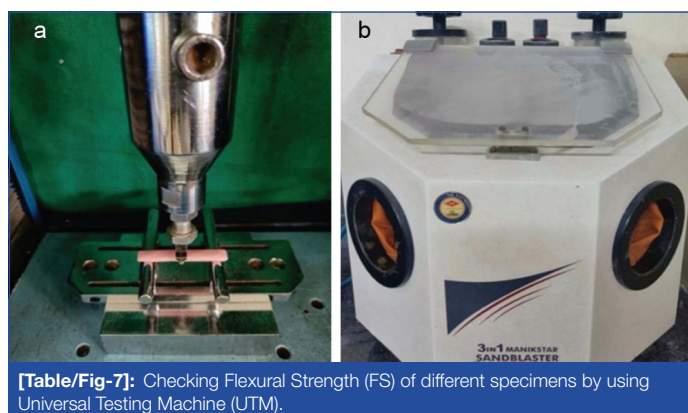 a
b
3 IN 1 MANIKSTAR
SANDBLASTER
[Table/Fig-7]: Checking Flexural Strength (FS) of different specimens by using
Universal Testing Machine (UTM).